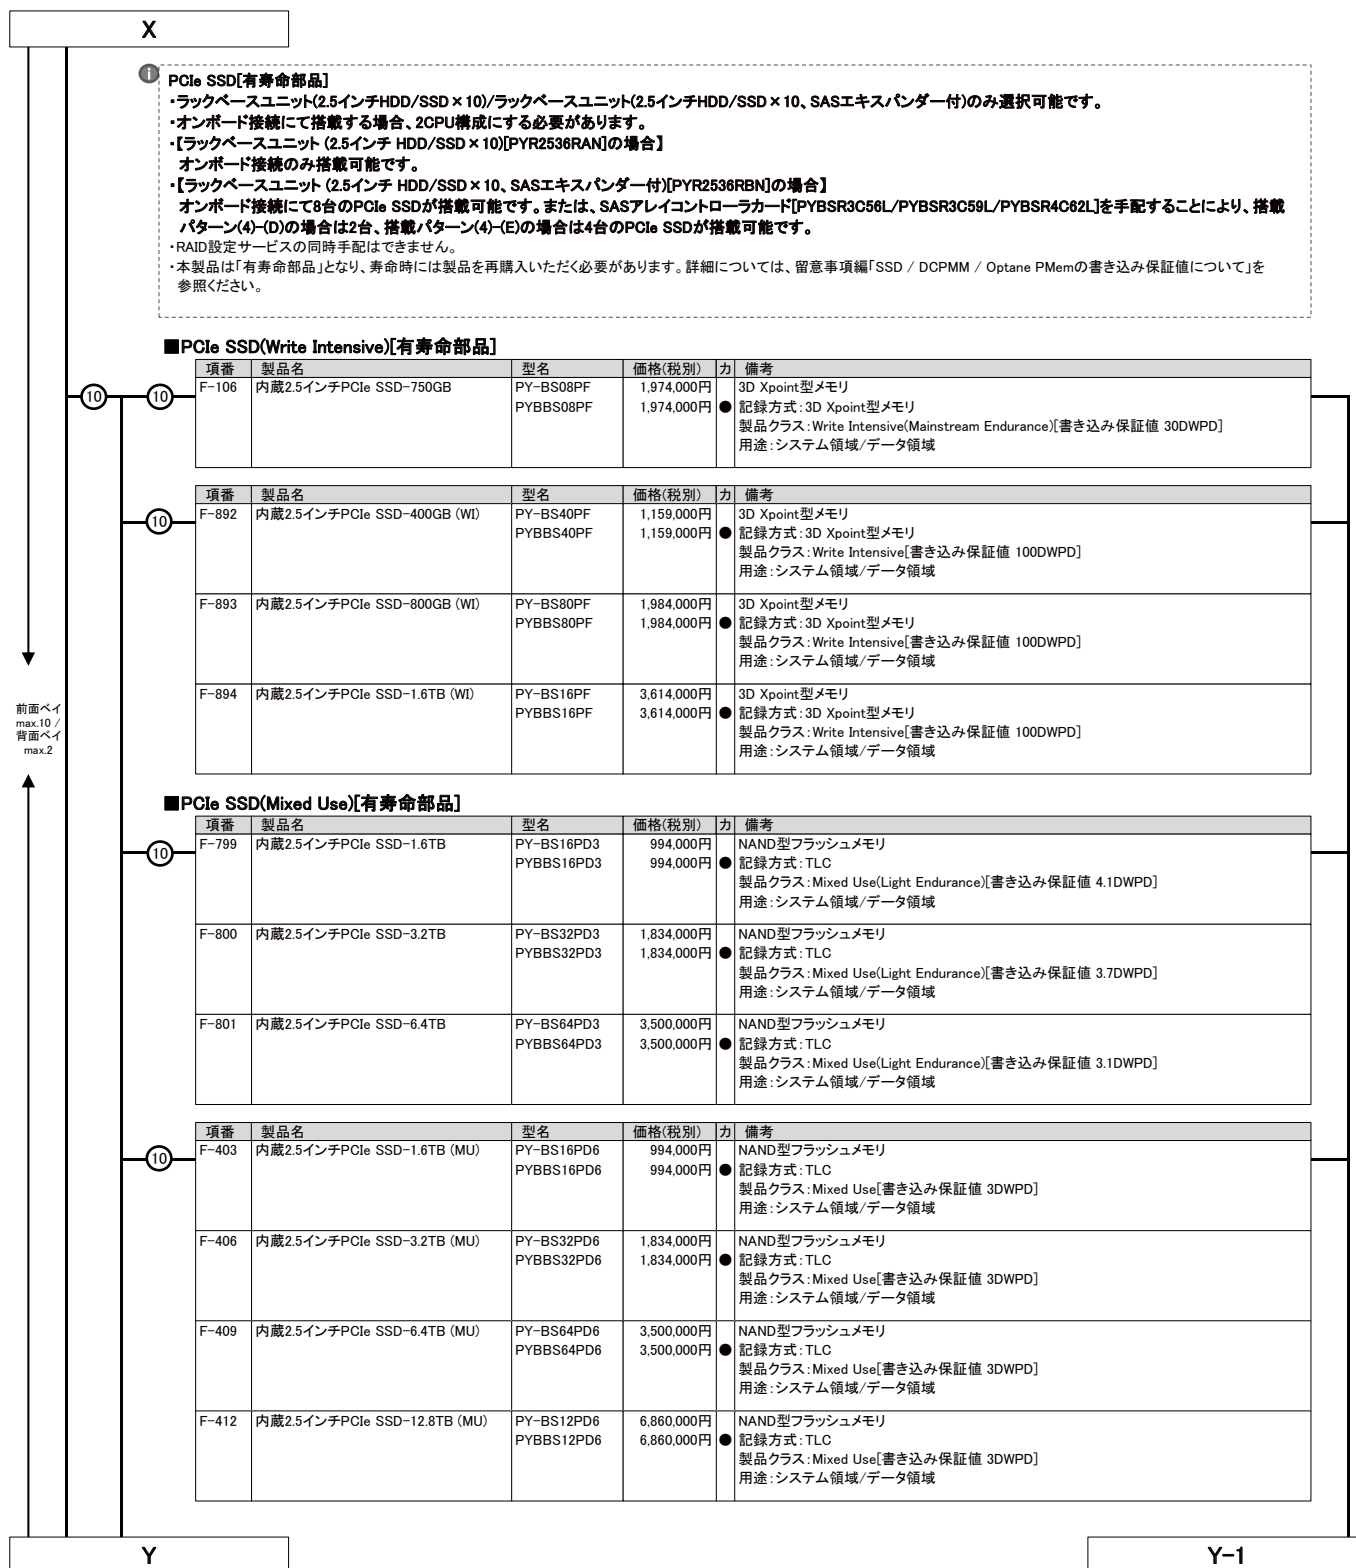 X
PCIe SSD[有寿命部品]
・ラックベースユニット(2.5インチHDD/SSD×10)/ラックベースユニット(2.5インチHDD/SSD×10、SASエキスパンダー付)のみ選択可能です。
・オンボード接続にて搭載する場合、2CPU構成にする必要があります。
・【ラックベースユニット (2.5インチ HDD/SSD×10)[PYR2536RAN]の場合】
オンボード接続のみ搭載可能です。
・【ラックベースユニット (2.5インチ HDD/SSD×10、SASエキスパンダー付)[PYR2536RBN]の場合】
オンボード接続にて8台のPCIe SSDが搭載可能です。または、SASアレイコントローラカード[PYBSR3C56L/PYBSR3C59L/PYBSR4C62L]を手配することにより、搭載
パターン(4)-(D)の場合は2台、搭載パターン(4)-(E)の場合は4台のPCIe SSDが搭載可能です。
・RAID設定サービスの同時手配はできません。
・本製品は「有寿命部品」となり、寿命時には製品を再購入いただく必要があります。詳細については、留意事項編「SSD / DCPMM / Optane PMemの書き込み保証値について」を
参照ください。
■PCIe SSD(Write Intensive)[有寿命部品]
項番 製品名 型名 価格(税別) カ 備考
⑩ ⑩ F-106 内蔵2.5インチPCIe SSD-750GB PY-BS08PF 1,974,000円 3D Xpoint型メモリ
PYBBS08PF 1,974,000円 ● 記録方式:3D Xpoint型メモリ
製品クラス:Write Intensive(Mainstream Endurance)[書き込み保証値 30DWPD]
用途:システム領域/データ領域
項番 製品名 型名 価格(税別) カ 備考
⑩ F-892 内蔵2.5インチPCIe SSD-400GB (WI) PY-BS40PF 1,159,000円 3D Xpoint型メモリ
PYBBS40PF 1,159,000円 ● 記録方式:3D Xpoint型メモリ
製品クラス:Write Intensive[書き込み保証値 100DWPD]
用途:システム領域/データ領域
F-893 内蔵2.5インチPCIe SSD-800GB (WI) PY-BS80PF 1,984,000円 3D Xpoint型メモリ
PYBBS80PF 1,984,000円 ● 記録方式:3D Xpoint型メモリ
製品クラス:Write Intensive[書き込み保証値 100DWPD]
用途:システム領域/データ領域
F-894 内蔵2.5インチPCIe SSD-1.6TB (WI) PY-BS16PF 3,614,000円 3D Xpoint型メモリ
PYBBS16PF 3,614,000円 ● 記録方式:3D Xpoint型メモリ
製品クラス:Write Intensive[書き込み保証値 100DWPD]
用途:システム領域/データ領域
前面ベイ
max.10 /
背面ベイ
max.2
■PCIe SSD(Mixed Use)[有寿命部品]
項番 製品名 型名 価格(税別) カ 備考
⑩ F-799 内蔵2.5インチPCIe SSD-1.6TB PY-BS16PD3 994,000円 NAND型フラッシュメモリ
PYBBS16PD3 994,000円 ● 記録方式:TLC
製品クラス:Mixed Use(Light Endurance)[書き込み保証値 4.1DWPD]
用途:システム領域/データ領域
F-800 内蔵2.5インチPCIe SSD-3.2TB PY-BS32PD3 1,834,000円 NAND型フラッシュメモリ
PYBBS32PD3 1,834,000円 ● 記録方式:TLC
製品クラス:Mixed Use(Light Endurance)[書き込み保証値 3.7DWPD]
用途:システム領域/データ領域
F-801 内蔵2.5インチPCIe SSD-6.4TB PY-BS64PD3 3,500,000円 NAND型フラッシュメモリ
PYBBS64PD3 3,500,000円 ● 記録方式:TLC
製品クラス:Mixed Use(Light Endurance)[書き込み保証値 3.1DWPD]
用途:システム領域/データ領域
項番 製品名 型名 価格(税別) カ 備考
⑩ F-403 内蔵2.5インチPCIe SSD-1.6TB (MU) PY-BS16PD6 994,000円 NAND型フラッシュメモリ
PYBBS16PD6 994,000円 ● 記録方式:TLC
製品クラス:Mixed Use[書き込み保証値 3DWPD]
用途:システム領域/データ領域
F-406 内蔵2.5インチPCIe SSD-3.2TB (MU) PY-BS32PD6 1,834,000円 NAND型フラッシュメモリ
PYBBS32PD6 1,834,000円 ● 記録方式:TLC
製品クラス:Mixed Use[書き込み保証値 3DWPD]
用途:システム領域/データ領域
F-409 内蔵2.5インチPCIe SSD-6.4TB (MU) PY-BS64PD6 3,500,000円 NAND型フラッシュメモリ
PYBBS64PD6 3,500,000円 ● 記録方式:TLC
製品クラス:Mixed Use[書き込み保証値 3DWPD]
用途:システム領域/データ領域
F-412 内蔵2.5インチPCIe SSD-12.8TB (MU) PY-BS12PD6 6,860,000円 NAND型フラッシュメモリ
PYBBS12PD6 6,860,000円 ● 記録方式:TLC
製品クラス:Mixed Use[書き込み保証値 3DWPD]
用途:システム領域/データ領域
Y Y-1